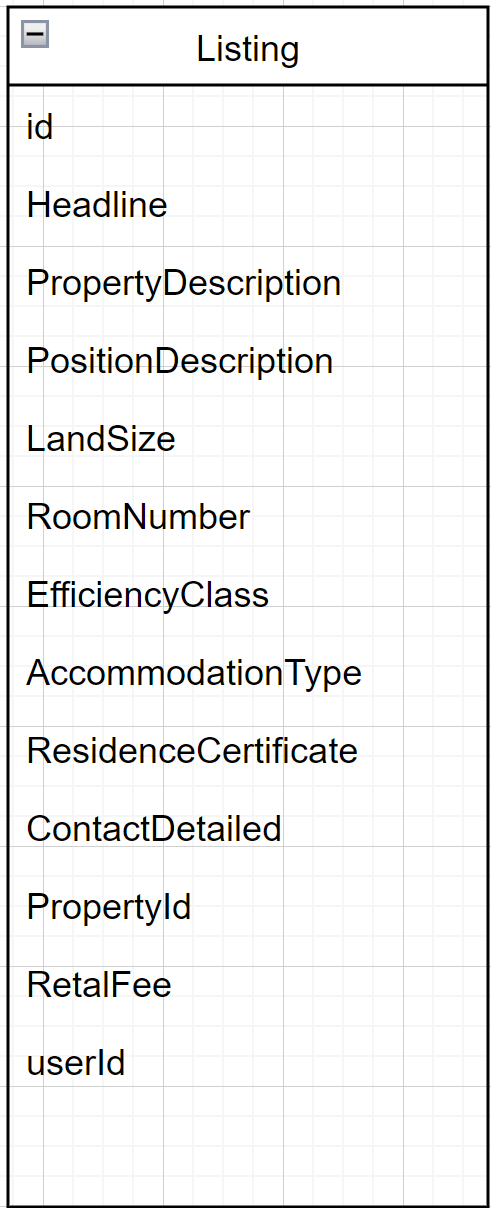 Listing
id
Headline
PropertyDescription
PositionDescription
LandSize
RoomNumber
EfficiencyClass
AccommodationType
ResidenceCertificate
ContactDetailed
PropertyId
RetalFee
userId